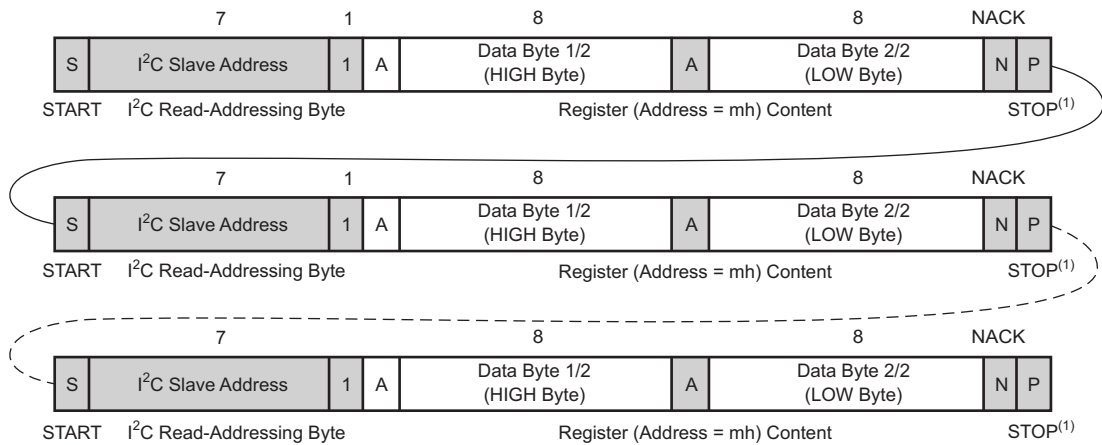 7 1 8 8 NACK
S I²C Slave Address 1 A Data Byte 1/2 A Data Byte 2/2 N P
(HIGH Byte) (LOW Byte)
START I²C Read-Addressing Byte Register (Address = mh) Content STOP(1)
7 1 8 8 NACK
S I²C Slave Address 1 A Data Byte 1/2 A Data Byte 2/2 N P
(HIGH Byte) (LOW Byte)
START I²C Read-Addressing Byte Register (Address = mh) Content STOP(1)
7 1 8 8 NACK
S I²C Slave Address 1 A Data Byte 1/2 A Data Byte 2/2 N P
(HIGH Byte) (LOW Byte)
START I²C Read-Addressing Byte Register (Address = mh) Content STOP(1)